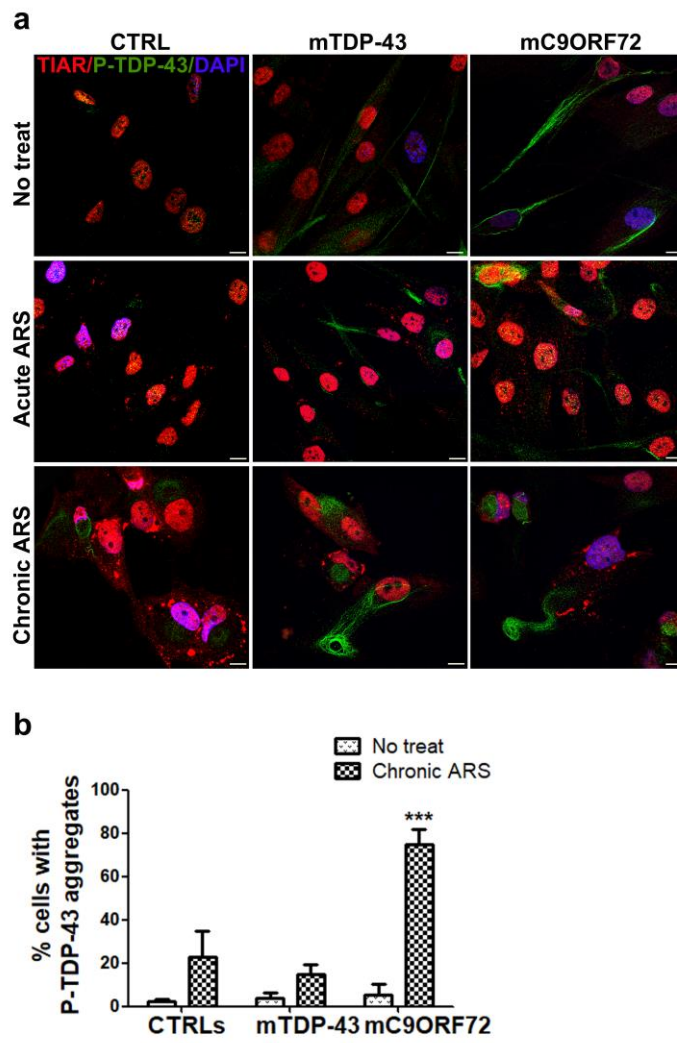 a
CTRL mTDP-43 mC9ORF72
TIAR/P-TDP-43/DAPI
No treat
Acute ARS
Chronic ARS
b
No treat
Chronic ARS
% cells with
P-TDP-43 aggregates
100
80
60
40
20
0
***
CTRLs mTDP-43 mC9ORF72